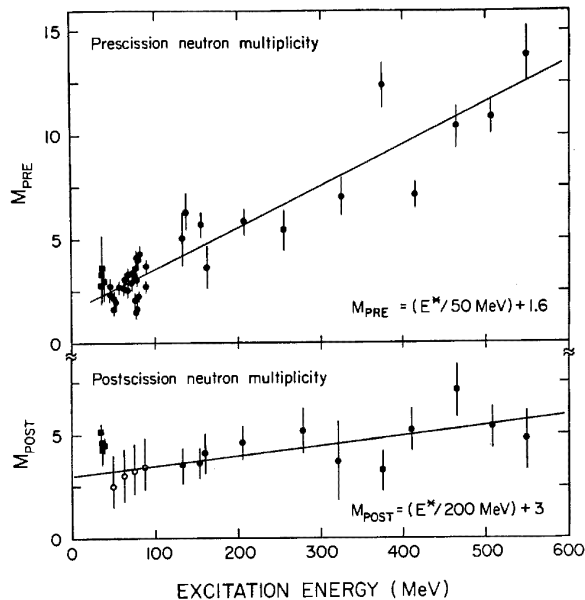 15
Prescission neutron multiplicity
10
M_PRE
5
M_PRE = (E*/50 MeV) + 1.6
0
Postscission neutron multiplicity
M_POST
5
M_POST = (E*/200 MeV) + 3
0
0 100 200 300 400 500 600
EXCITATION ENERGY (MeV)